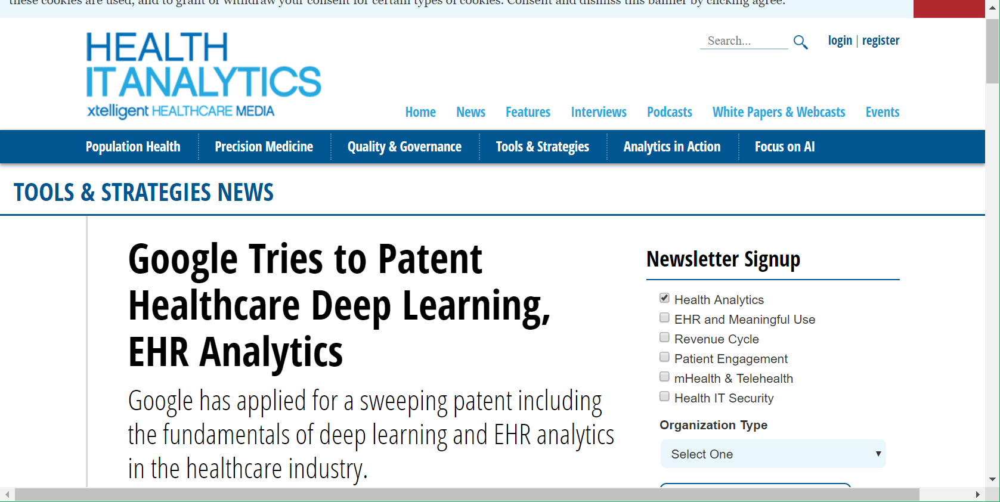 these cookies are used, and to grant or withdraw your consent for certain types of cookies. Consent and dismiss this banner by clicking agree.
HEALTH
IT ANALYTICS
xtelligent HEALTHCARE MEDIA
Search...
login | register
Home News Features Interviews Podcasts White Papers & Webcasts Events
Population Health Precision Medicine Quality & Governance Tools & Strategies Analytics in Action Focus on AI
TOOLS & STRATEGIES NEWS
Google Tries to Patent
Healthcare Deep Learning,
EHR Analytics
Google has applied for a sweeping patent including
the fundamentals of deep learning and EHR analytics
in the healthcare industry.
Newsletter Signup
Health Analytics
EHR and Meaningful Use
Revenue Cycle
Patient Engagement
mHealth & Telehealth
Health IT Security
Organization Type
Select One